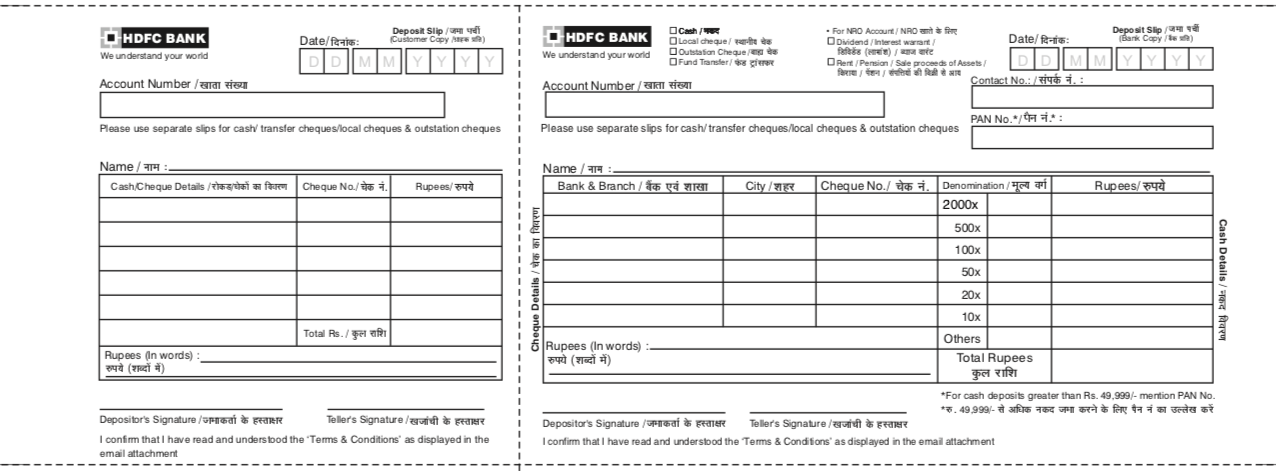 HDFC BANK
We understand your world
Deposit Slip / जमा पर्ची
(Customer Copy / ग्राहक प्रति)
Date/दिनांक:
D D M M Y Y Y Y
Account Number / खाता संख्या
Please use separate slips for cash/ transfer cheques/local cheques & outstation cheques
Name / नाम :
Cash/Cheque Details / रोकड/चेकों का विवरण Cheque No./ चेक नं. Rupees/ रुपये
Total Rs. / कुल राशि
Rupees (In words) :
रुपये (शब्दों में)
Depositor's Signature / जमाकर्ता के हस्ताक्षर Teller's Signature / खजांची के हस्ताक्षर
I confirm that I have read and understood the 'Terms & Conditions' as displayed in the
email attachment
HDFC BANK
We understand your world
Cash / नकद
Local cheque / स्थानीय चेक
Outstation Cheque / बाह्य चेक
Fund Transfer / फंड ट्रांसफर
• For NRO Account / NRO खाते के लिए
Dividend / Interest warrant /
डिविडेंड (लाभांश) / ब्याज वारंट
Rent / Pension / Sale proceeds of Assets /
किराया / पेंशन / संपत्तियों की बिक्री से आय
Deposit Slip / जमा पर्ची
(Bank Copy / बैंक प्रति)
Date/ दिनांक:
D D M M Y Y Y Y
Account Number / खाता संख्या
Contact No.: / संपर्क नं. :
PAN No.*/ पैन नं.* :
Please use separate slips for cash/ transfer cheques/local cheques & outstation cheques
Name / नाम :
Cheque Details / चेक का विवरण
Bank & Branch / बैंक एवं शाखा City / शहर Cheque No./ चेक नं. Denomination / मूल्य वर्ग Rupees/ रुपये
2000x
500x
100x
50x
20x
10x
Others
Total Rupees
कुल राशि
Cash Details / नकद विवरण
Rupees (In words) :
रुपये (शब्दों में)
*For cash deposits greater than Rs. 49,999/- mention PAN No.
*रु. 49,999/- से अधिक नकद जमा करने के लिए पैन नं का उल्लेख करें
Depositor's Signature / जमाकर्ता के हस्ताक्षर Teller's Signature / खजांची के हस्ताक्षर
I confirm that I have read and understood the 'Terms & Conditions' as displayed in the email attachment